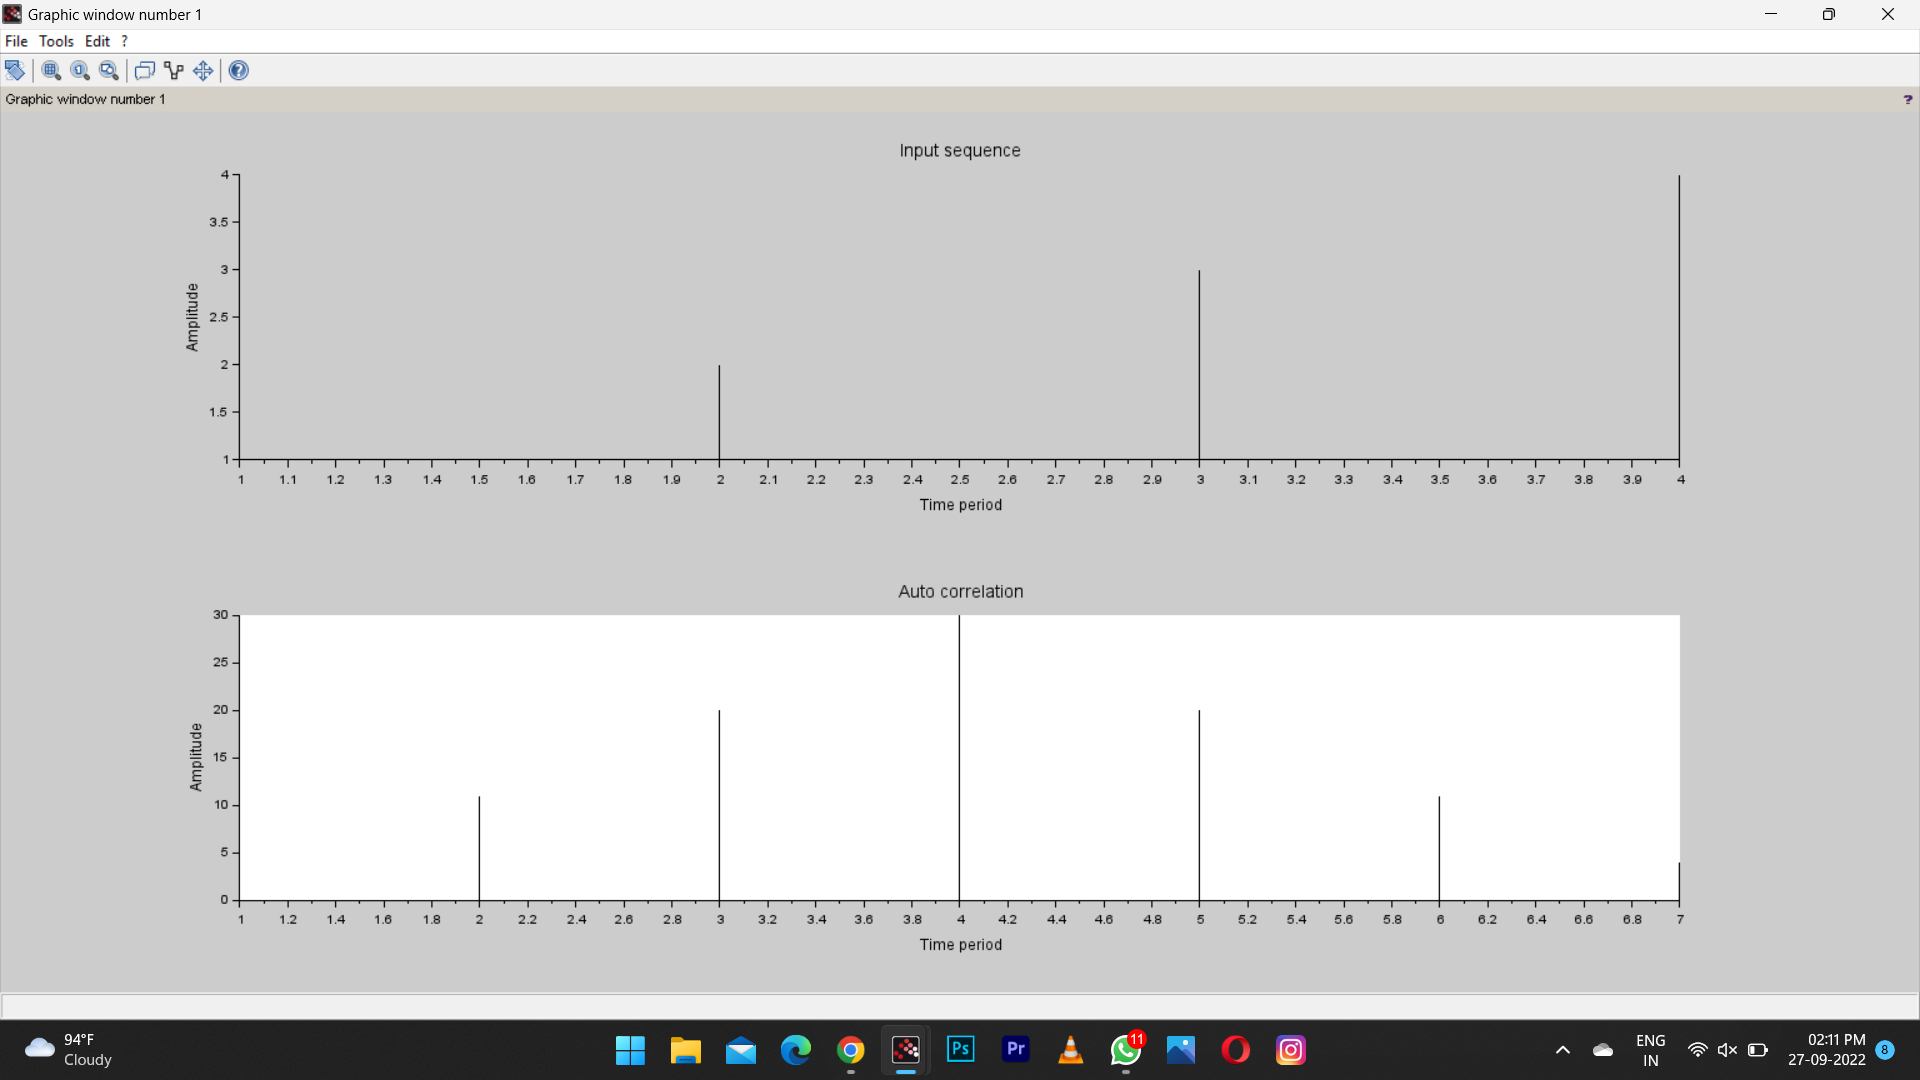 Graphic window number 1
File Tools Edit ?
Graphic window number 1 ?
Input sequence
4
3.5
3
2.5
2
1.5
1
Amplitude
1 1.1 1.2 1.3 1.4 1.5 1.6 1.7 1.8 1.9 2 2.1 2.2 2.3 2.4 2.5 2.6 2.7 2.8 2.9 3 3.1 3.2 3.3 3.4 3.5 3.6 3.7 3.8 3.9 4
Time period
Auto correlation
30
25
20
15
10
5
0
Amplitude
1 1.2 1.4 1.6 1.8 2 2.2 2.4 2.6 2.8 3 3.2 3.4 3.6 3.8 4 4.2 4.4 4.6 4.8 5 5.2 5.4 5.6 5.8 6 6.2 6.4 6.6 6.8 7
Time period
94°F
Cloudy
Ps
Pr
11
ENG
IN
02:11 PM
27-09-2022
8